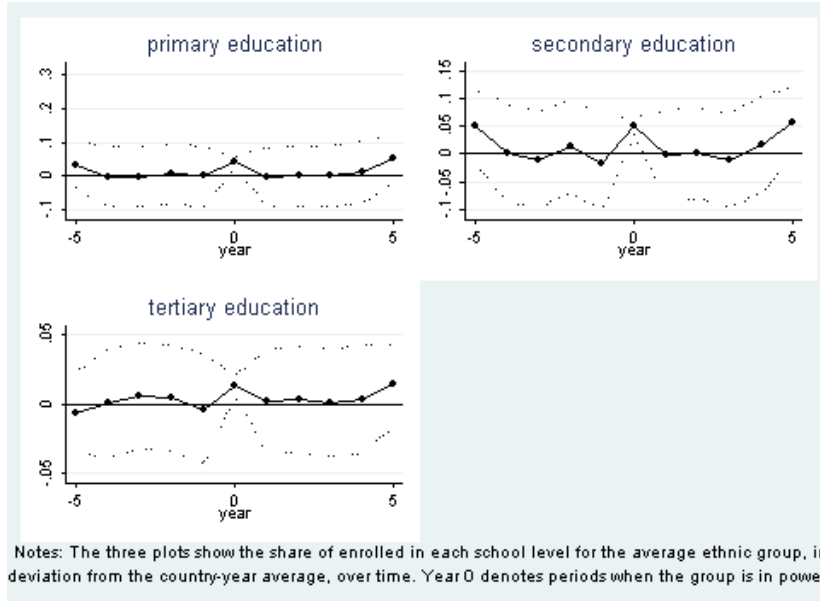 primary education
secondary education
.3
.2
.1
0
-.1
-5
0
5
year
.15
.1
.05
0
-.05
-.1
-5
0
5
year
tertiary education
.05
0
-.05
-5
0
5
year
Notes: The three plots show the share of enrolled in each school level for the average ethnic group,
deviation from the country-year average, over time. Year 0 denotes periods when the group is in